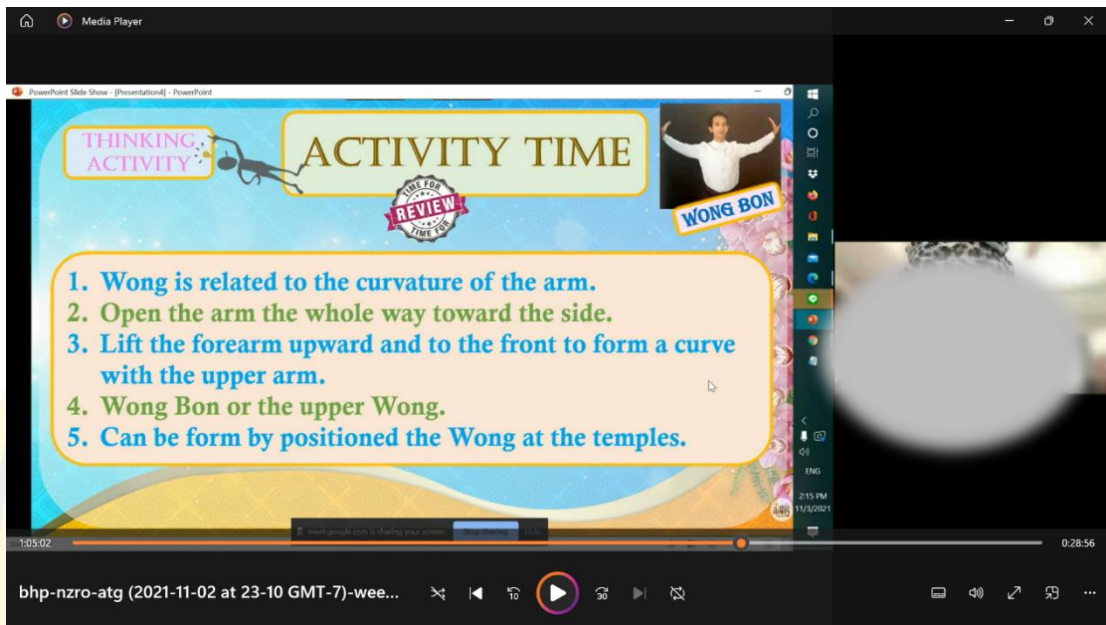 Media Player
PowerPoint Slide Show - [Presentation4] - PowerPoint
THINKING
ACTIVITY
ACTIVITY TIME
TIME FOR
REVIEW
TIME FOR
WONG BON
1. Wong is related to the curvature of the arm.
2. Open the arm the whole way toward the side.
3. Lift the forearm upward and to the front to form a curve
with the upper arm.
4. Wong Bon or the upper Wong.
5. Can be form by positioned the Wong at the temples.
ENG
2:15 PM
11/3/2021
meet.google.com is sharing your screen.
Stop sharing
Hide
1:05:02
0:28:56
bhp-nzro-atg (2021-11-02 at 23-10 GMT-7)-wee...
10
30